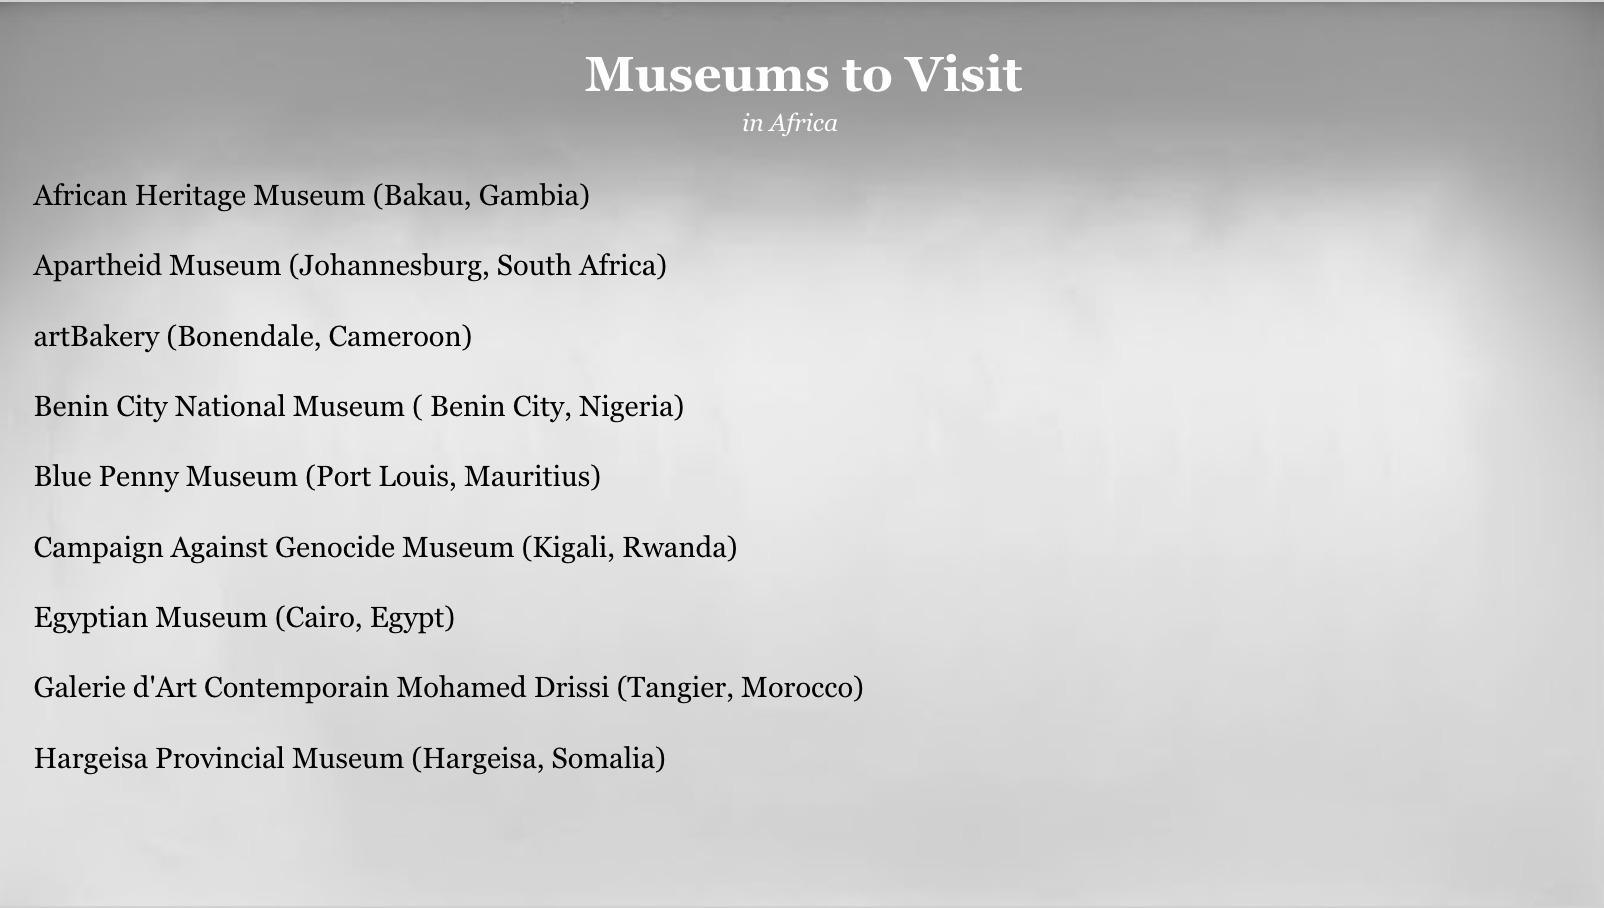 Museums to Visit
in Africa
African Heritage Museum (Bakau, Gambia)
Apartheid Museum (Johannesburg, South Africa)
artBakery (Bonendale, Cameroon)
Benin City National Museum ( Benin City, Nigeria)
Blue Penny Museum (Port Louis, Mauritius)
Campaign Against Genocide Museum (Kigali, Rwanda)
Egyptian Museum (Cairo, Egypt)
Galerie d'Art Contemporain Mohamed Drissi (Tangier, Morocco)
Hargeisa Provincial Museum (Hargeisa, Somalia)